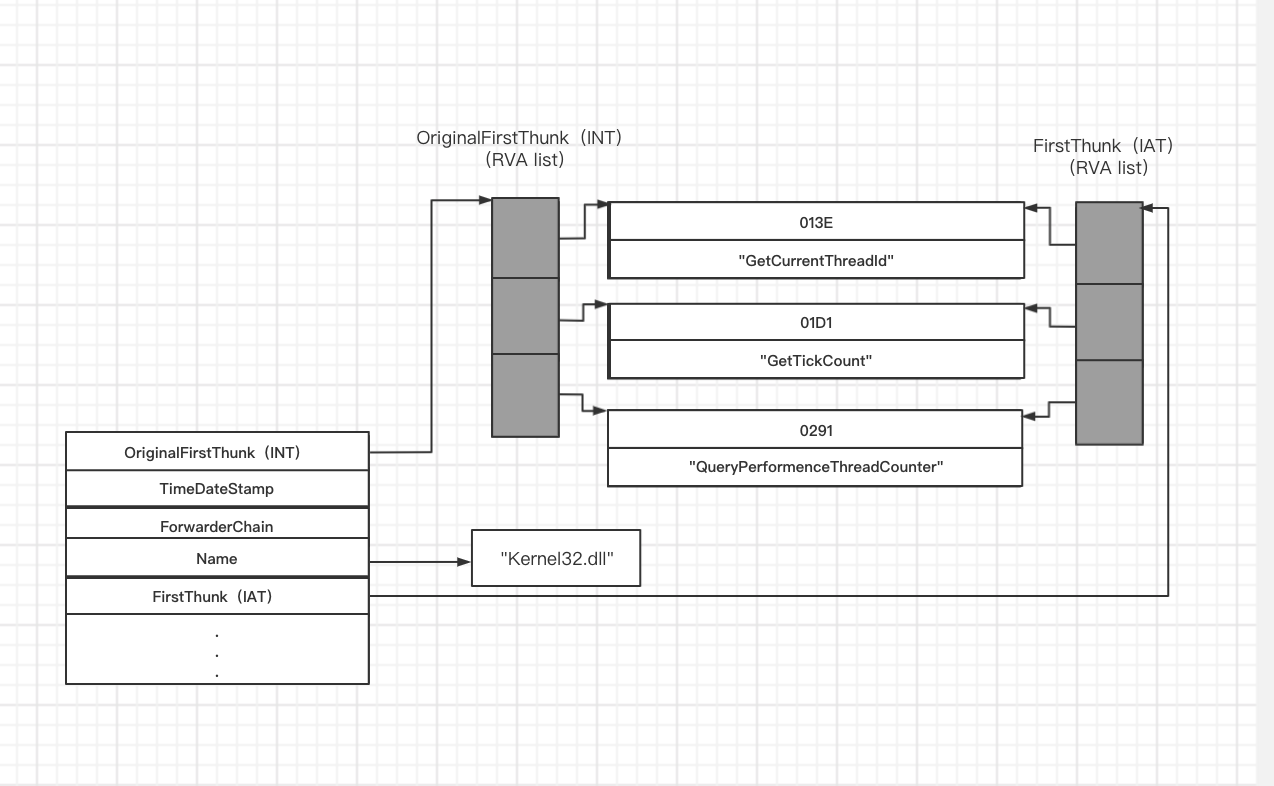 OriginalFirstThunk（INT）
(RVA list)
FirstThunk（IAT）
(RVA list)
013E
"GetCurrentThreadId"
01D1
"GetTickCount"
0291
"QueryPerformenceThreadCounter"
OriginalFirstThunk（INT）
TimeDateStamp
ForwarderChain
Name
"Kernel32.dll"
FirstThunk（IAT）
.
.
.